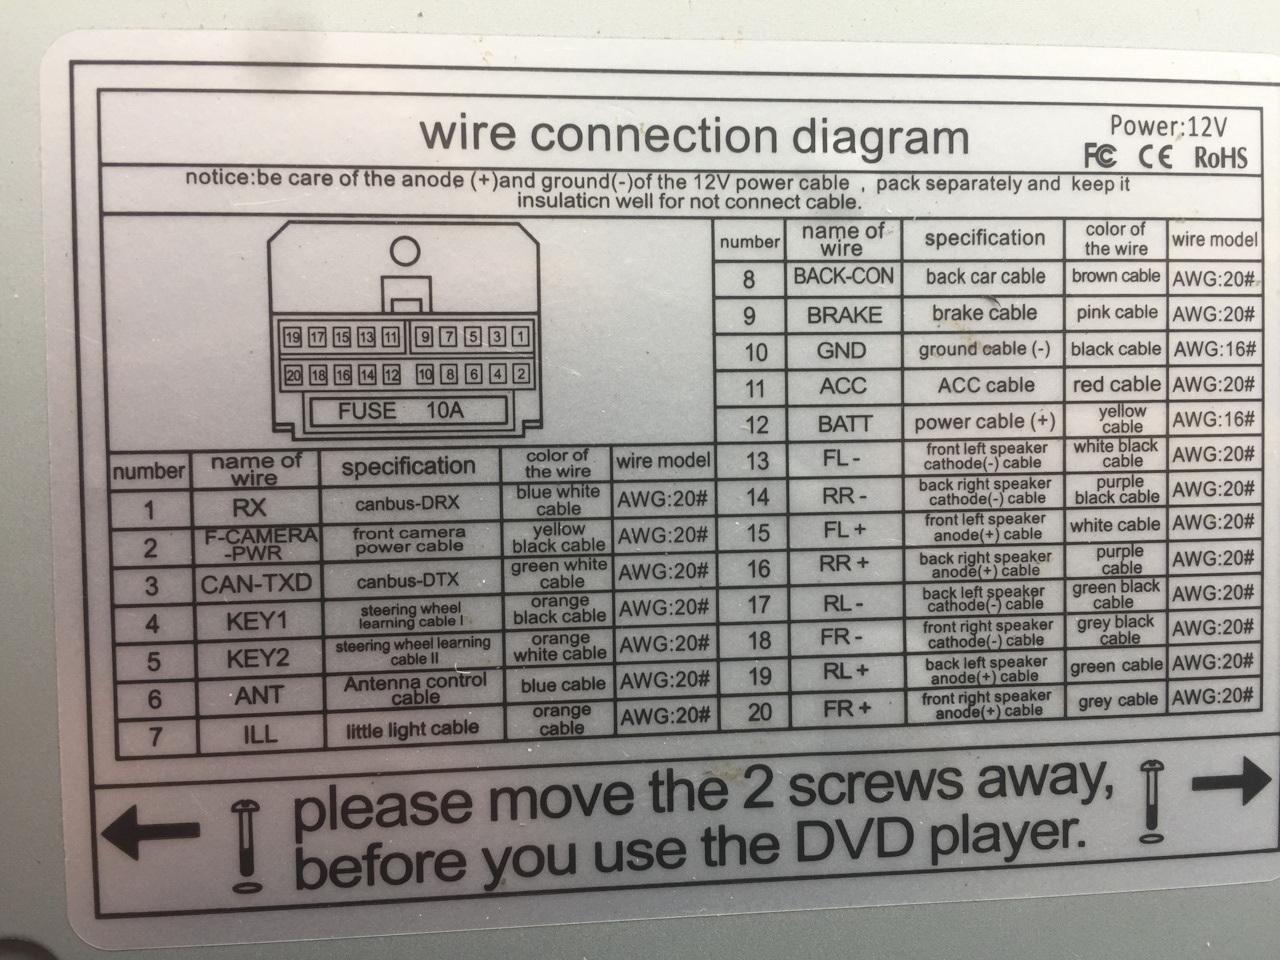 wire connection diagram
Power:12V
FC CE RoHS
notice:be care of the anode (+)and ground(-)of the 12V power cable , pack separately and keep it
insulaticn well for not connect cable.
19 17 15 13 11 9 7 5 3 1
20 18 16 14 12 10 8 6 4 2
FUSE 10A
number name of wire specification color of the wire wire model
1 RX canbus-DRX blue white cable AWG:20#
2 F-CAMERA-PWR front camera power cable yellow black cable AWG:20#
3 CAN-TXD canbus-DTX green white cable AWG:20#
4 KEY1 steering wheel learning cable I orange black cable AWG:20#
5 KEY2 steering wheel learning cable II orange white cable AWG:20#
6 ANT Antenna control cable blue cable AWG:20#
7 ILL little light cable orange cable AWG:20#
number name of wire specification color of the wire wire model
8 BACK-CON back car cable brown cable AWG:20#
9 BRAKE brake cable pink cable AWG:20#
10 GND ground cable (-) black cable AWG:16#
11 ACC ACC cable red cable AWG:20#
12 BATT power cable (+) yellow cable AWG:16#
13 FL- front left speaker cathode(-) cable white black cable AWG:20#
14 RR- back right speaker cathode(-) cable purple black cable AWG:20#
15 FL+ front left speaker anode(+) cable white cable AWG:20#
16 RR+ back right speaker anode(+) cable purple cable AWG:20#
17 RL- back left speaker cathode(-) cable green black cable AWG:20#
18 FR- front right speaker cathode(-) cable grey black cable AWG:20#
19 RL+ back left speaker anode(+) cable green cable AWG:20#
20 FR+ front right speaker anode(+) cable grey cable AWG:20#
please move the 2 screws away,
before you use the DVD player.